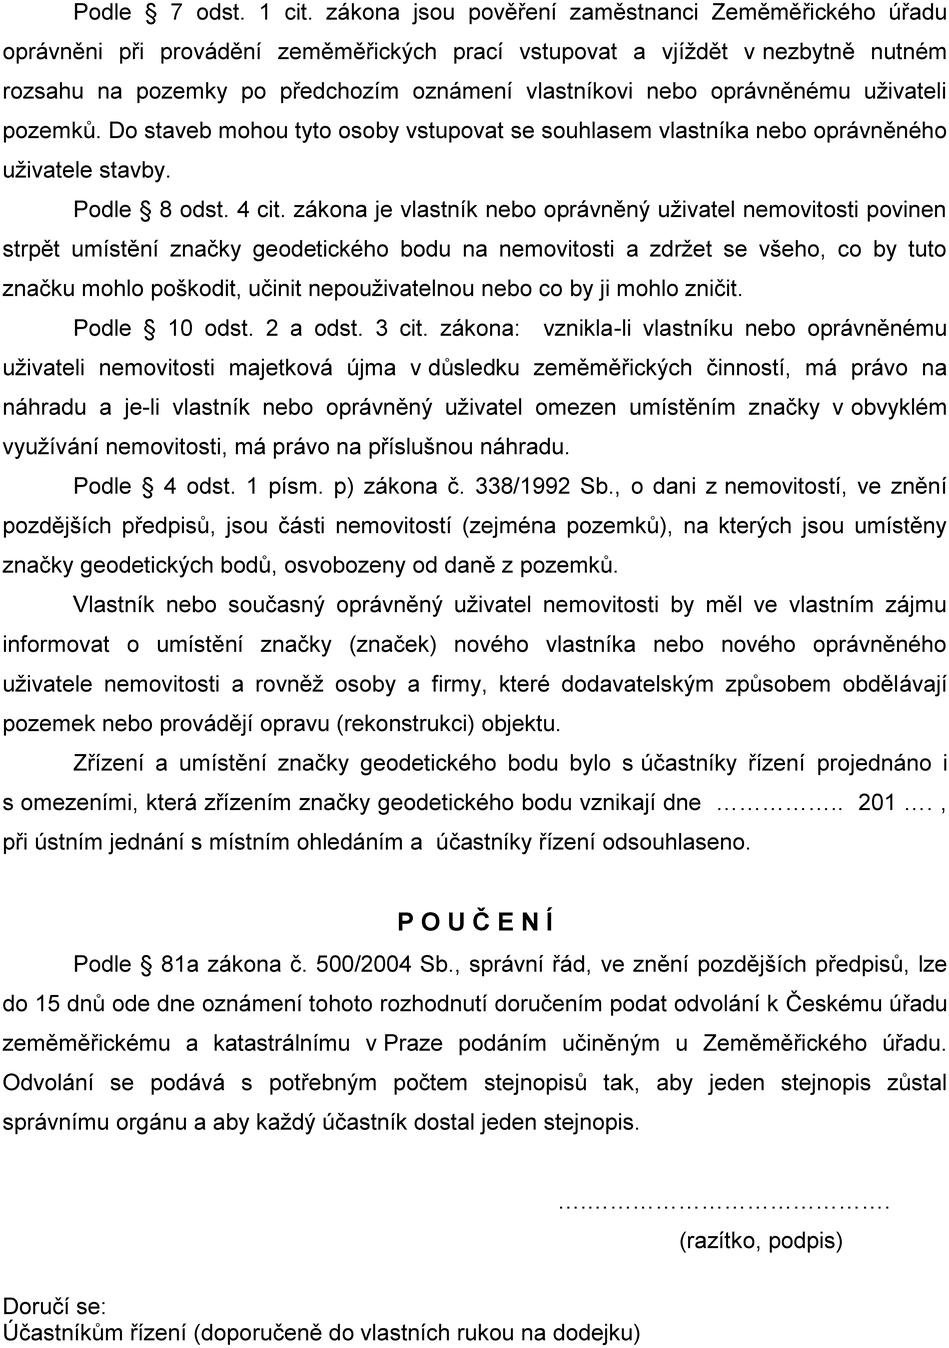 Podle § 7 odst. 1 cit. zákona jsou pověření zaměstnanci Zeměměřického úřadu
oprávněni při provádění zeměměřických prací vstupovat a vjíždět v nezbytně nutném
rozsahu na pozemky po předchozím oznámení vlastníkovi nebo oprávněnému uživateli
pozemků. Do staveb mohou tyto osoby vstupovat se souhlasem vlastníka nebo oprávněného
uživatele stavby.
Podle § 8 odst. 4 cit. zákona je vlastník nebo oprávněný uživatel nemovitosti povinen
strpět umístění značky geodetického bodu na nemovitosti a zdržet se všeho, co by tuto
značku mohlo poškodit, učinit nepouživatelnou nebo co by ji mohlo zničit.
Podle § 10 odst. 2 a odst. 3 cit. zákona: vznikla-li vlastníku nebo oprávněnému
uživateli nemovitosti majetková újma v důsledku zeměměřických činností, má právo na
náhradu a je-li vlastník nebo oprávněný uživatel omezen umístěním značky v obvyklém
využívání nemovitosti, má právo na příslušnou náhradu.
Podle § 4 odst. 1 písm. p) zákona č. 338/1992 Sb., o dani z nemovitostí, ve znění
pozdějších předpisů, jsou části nemovitostí (zejména pozemků), na kterých jsou umístěny
značky geodetických bodů, osvobozeny od daně z pozemků.
Vlastník nebo současný oprávněný uživatel nemovitosti by měl ve vlastním zájmu
informovat o umístění značky (značek) nového vlastníka nebo nového oprávněného
uživatele nemovitosti a rovněž osoby a firmy, které dodavatelským způsobem obdělávají
pozemek nebo provádějí opravu (rekonstrukci) objektu.
Zřízení a umístění značky geodetického bodu bylo s účastníky řízení projednáno i
s omezeními, která zřízením značky geodetického bodu vznikají dne …………….. 201 …. ,
při ústním jednání s místním ohledáním a účastníky řízení odsouhlaseno.
P O U Č E N Í
Podle § 81a zákona č. 500/2004 Sb., správní řád, ve znění pozdějších předpisů, lze
do 15 dnů ode dne oznámení tohoto rozhodnutí doručením podat odvolání k Českému úřadu
zeměměřickému a katastrálnímu v Praze podáním učiněným u Zeměměřického úřadu.
Odvolání se podává s potřebným počtem stejnopisů tak, aby jeden stejnopis zůstal
správnímu orgánu a aby každý účastník dostal jeden stejnopis.
….…………………………………….
(razítko, podpis)
Doručí se:
Účastníkům řízení (doporučeně do vlastních rukou na dodejku)